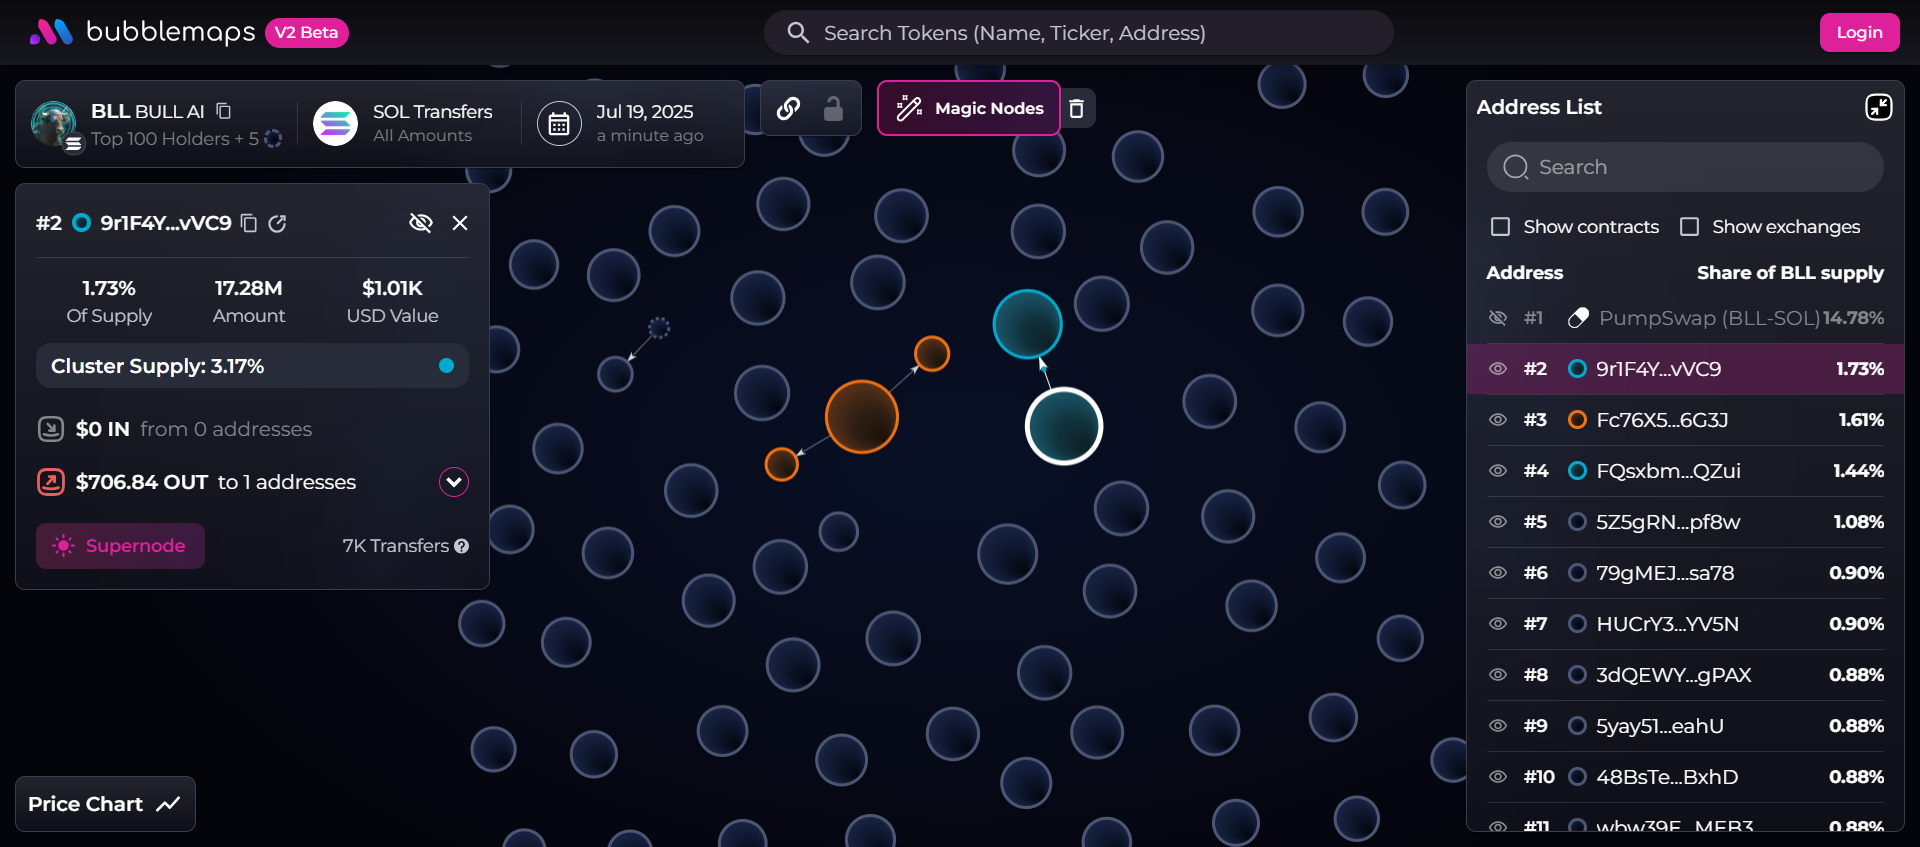 bubblemaps V2 Beta
Search Tokens (Name, Ticker, Address)
Login
BLL BULL AI
Top 100 Holders + 5
SOL Transfers
All Amounts
Jul 19, 2025
a minute ago
Magic Nodes
#2 9r1F4Y...vVC9
1.73% 17.28M $1.01K
Of Supply Amount USD Value
Cluster Supply: 3.17%
$0 IN from 0 addresses
$706.84 OUT to 1 addresses
Supernode 7K Transfers ?
Price Chart
Address List
Search
Show contracts Show exchanges
Address Share of BLL supply
#1 PumpSwap (BLL-SOL) 14.78%
#2 9r1F4Y...vVC9 1.73%
#3 Fc76X5...6G3J 1.61%
#4 FQsxbm...QZui 1.44%
#5 5Z5gRN...pf8w 1.08%
#6 79gMEJ...sa78 0.90%
#7 HUCrY3...YV5N 0.90%
#8 3dQEWY...gPAX 0.88%
#9 5yay51...eahU 0.88%
#10 48BsTe...BxhD 0.88%
#11 wbw39F...MEB3 0.88%